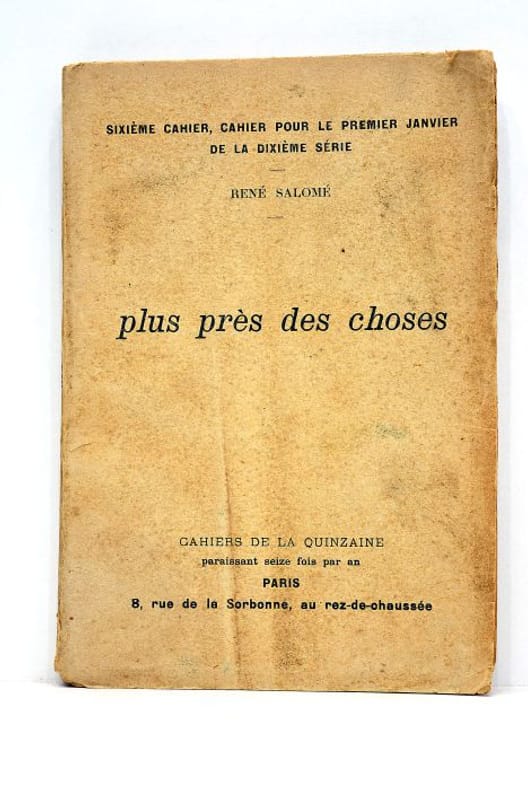 SIXIÈME CAHIER, CAHIER POUR LE PREMIER JANVIER
DE LA DIXIÈME SÉRIE
RENÉ SALOMÉ
plus près des choses
CAHIERS DE LA QUINZAINE
paraissant seize fois par an
PARIS
8, rue de la Sorbonne, au rez-de-chaussée